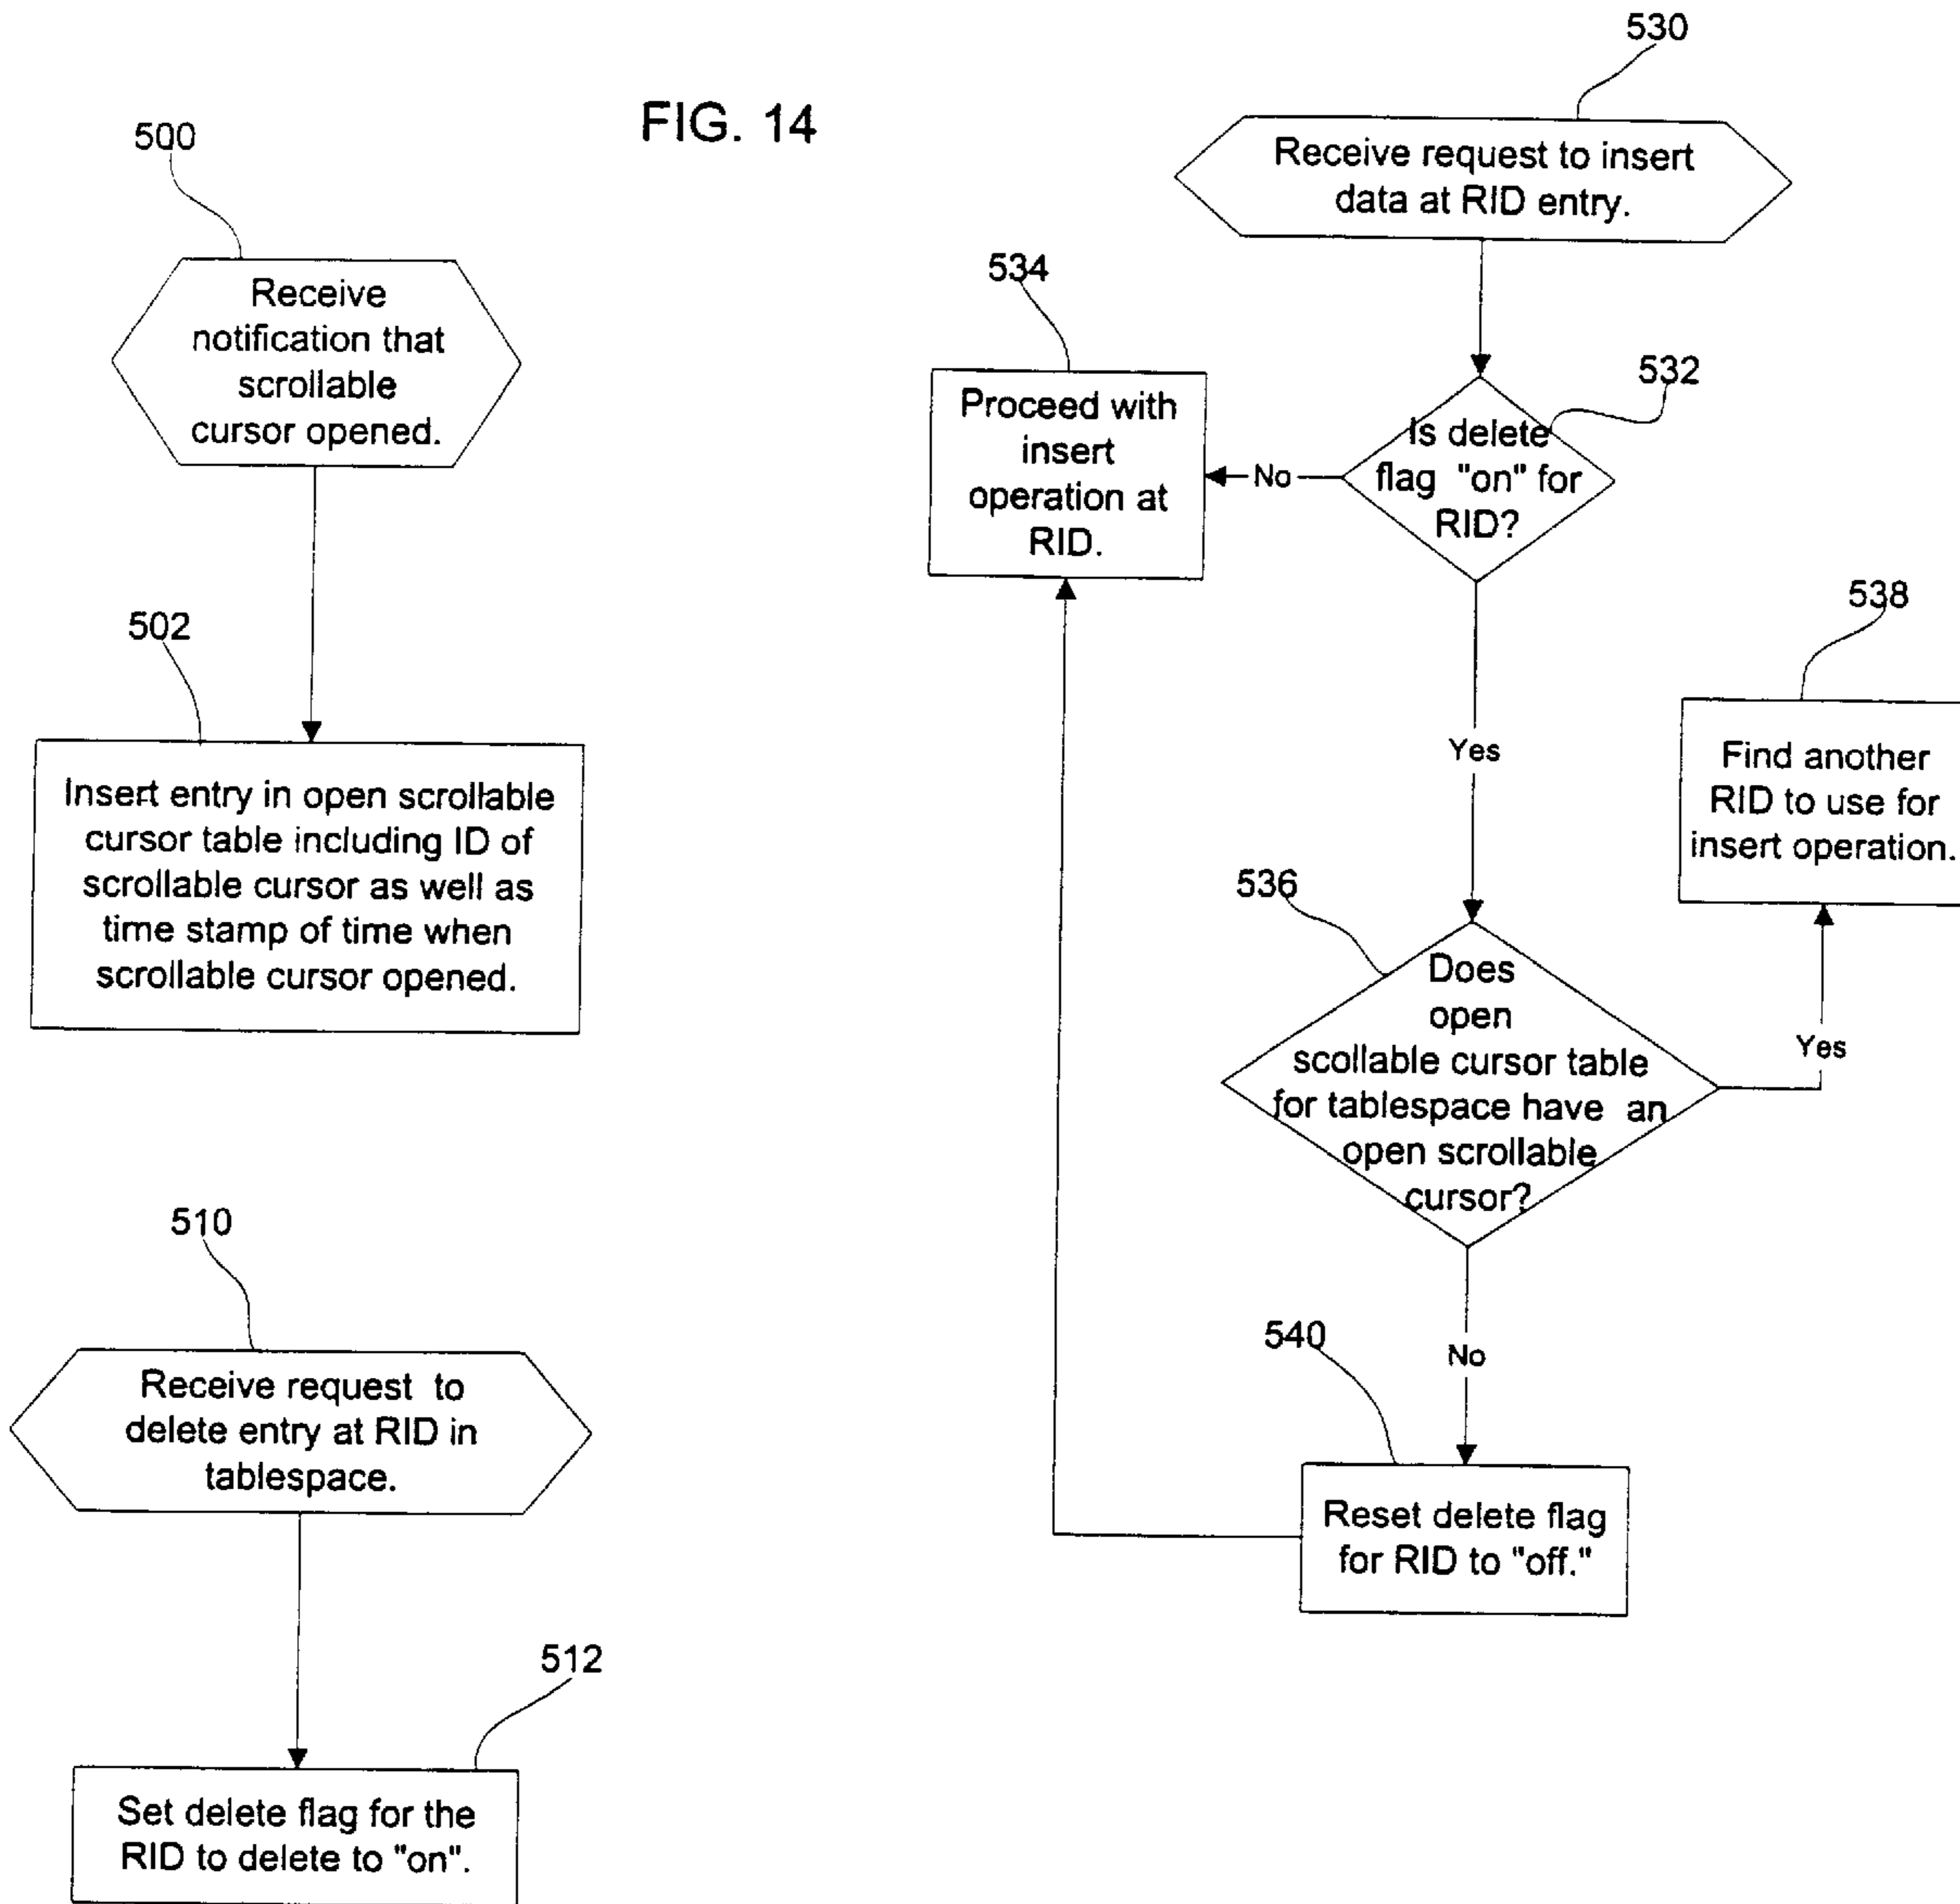 FIG. 14
500
Receive
notification that
scrollable
cursor opened.
502
Insert entry in open scrollable
cursor table including ID of
scrollable cursor as well as
time stamp of time when
scrollable cursor opened.
510
Receive request to
delete entry at RID in
tablespace.
512
Set delete flag for the
RID to delete to "on".
530
Receive request to insert
data at RID entry.
532
Is delete
flag "on" for
RID?
No
534
Proceed with
insert
operation at
RID.
Yes
536
Does
open
scollable cursor table
for tablespace have an
open scrollable
cursor?
Yes
538
Find another
RID to use for
insert operation.
No
540
Reset delete flag
for RID to "off."